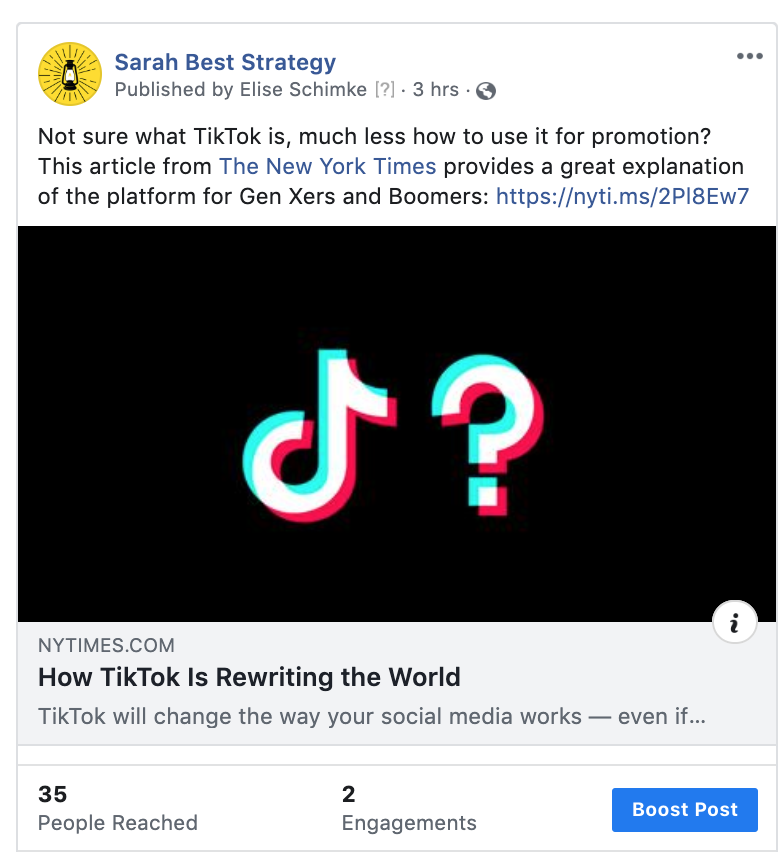 Sarah Best Strategy
Published by Elise Schimke [?] · 3 hrs ·
Not sure what TikTok is, much less how to use it for promotion?
This article from The New York Times provides a great explanation
of the platform for Gen Xers and Boomers: https://nyti.ms/2Pl8Ew7
?
i
NYTIMES.COM
How TikTok Is Rewriting the World
TikTok will change the way your social media works — even if...
35
People Reached
2
Engagements
Boost Post